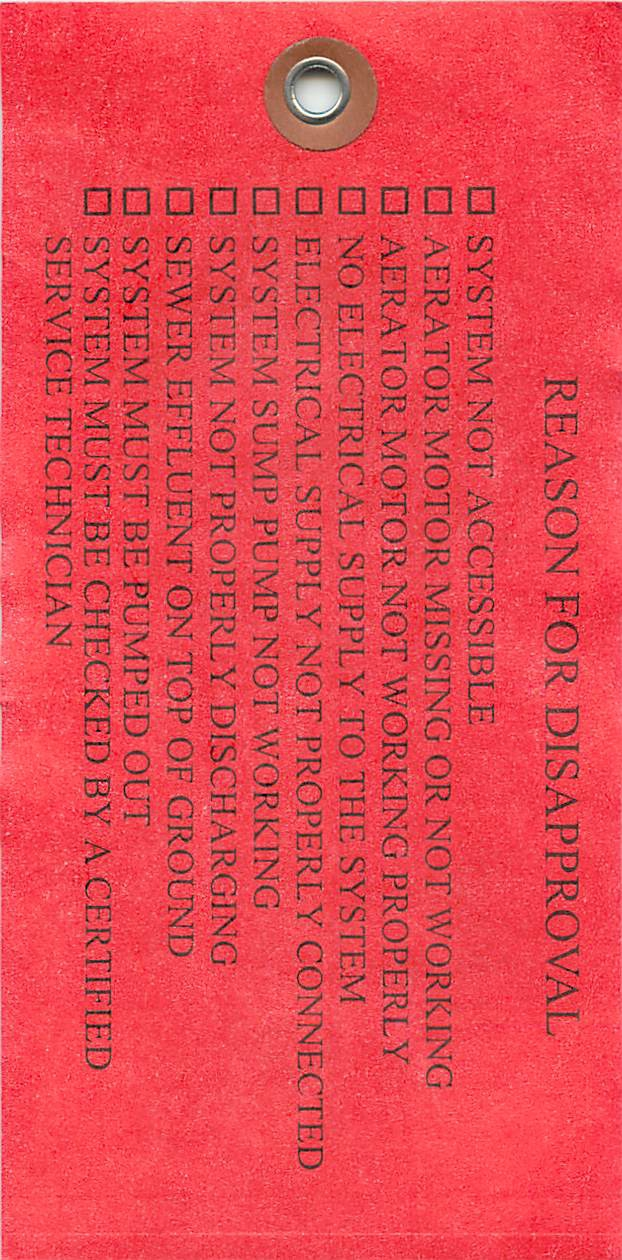 REASON FOR DISAPPROVAL
☐ SYSTEM NOT ACCESSIBLE
☐ AERATOR MOTOR MISSING OR NOT WORKING
☐ AERATOR MOTOR NOT WORKING PROPERLY
☐ NO ELECTRICAL SUPPLY TO THE SYSTEM
☐ ELECTRICAL SUPPLY NOT PROPERLY CONNECTED
☐ SYSTEM SUMP PUMP NOT WORKING
☐ SYSTEM NOT PROPERLY DISCHARGING
☐ SEWER EFFLUENT ON TOP OF GROUND
☐ SYSTEM MUST BE PUMPED OUT
☐ SYSTEM MUST BE CHECKED BY A CERTIFIED
SERVICE TECHNICIAN